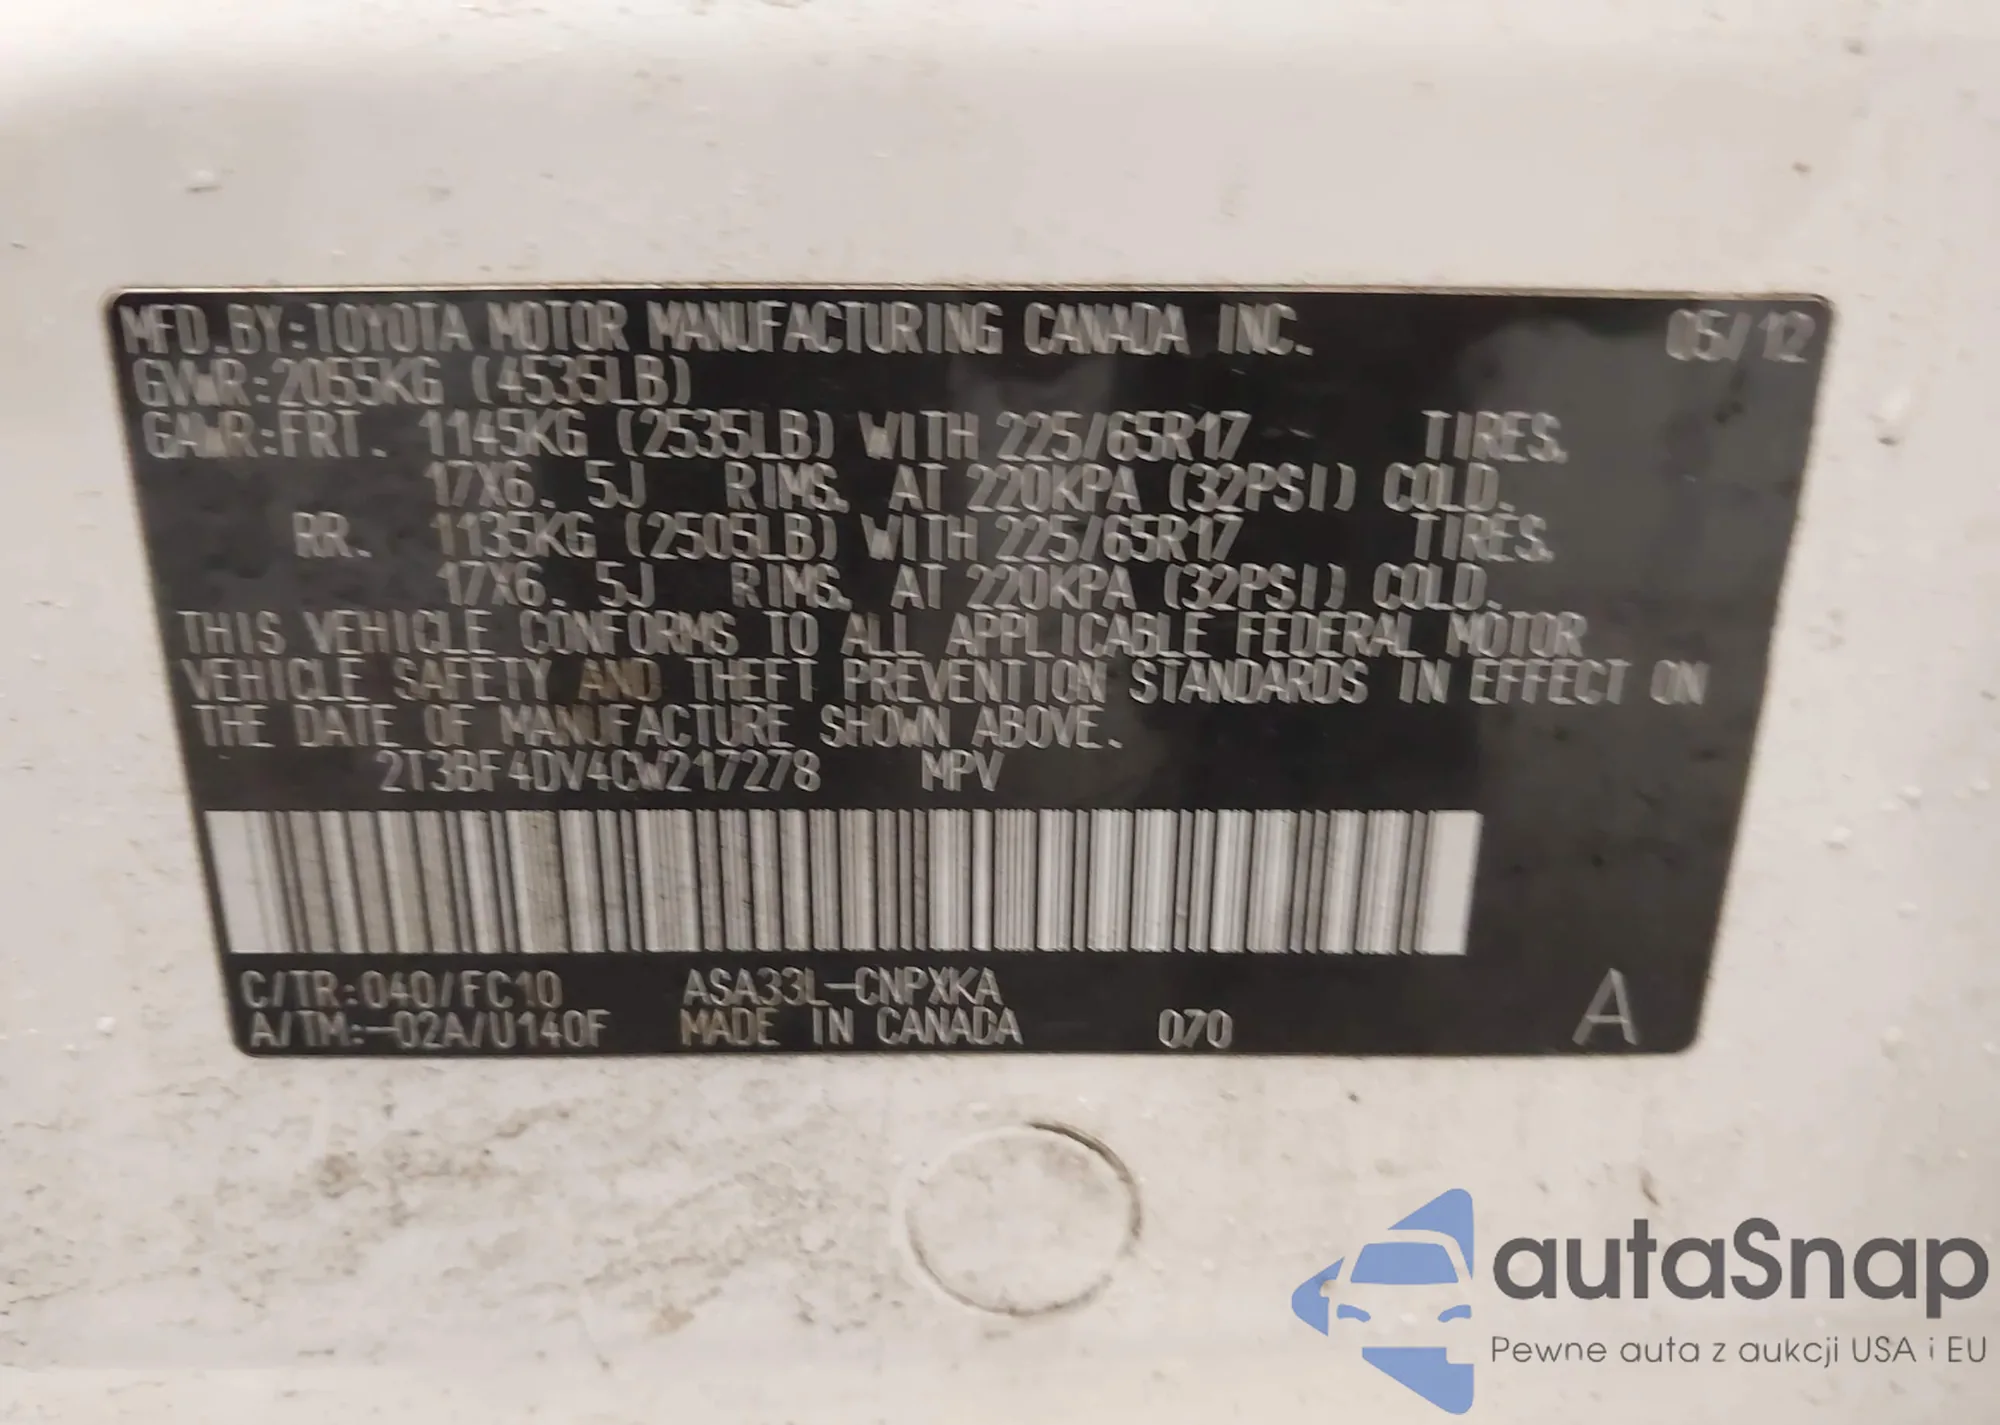 MFD. BY: TOYOTA MOTOR MANUFACTURING CANADA INC. 05/12
GVWR: 2055KG (4535LB)
GAWR: FRT. 1145KG (2535LB) WITH 225/65R17 TIRES.
17X6. 5J RIMS. AT 220KPA (32PSI) COLD.
RR. 1135KG (2505LB) WITH 225/65R17 TIRES.
17X6. 5J RIMS. AT 220KPA (32PSI) COLD.
THIS VEHICLE CONFORMS TO ALL APPLICABLE FEDERAL MOTOR
VEHICLE SAFETY AND THEFT PREVENTION STANDARDS IN EFFECT ON
THE DATE OF MANUFACTURE SHOWN ABOVE.
2T3BF4DV4CW217278 MPV
C/TR: 040/FC10 ASA33L-CNPXKA
A/TM: -02A/U140F MADE IN CANADA 070 A
autaSnap
Pewne auta z aukcji USA i EU